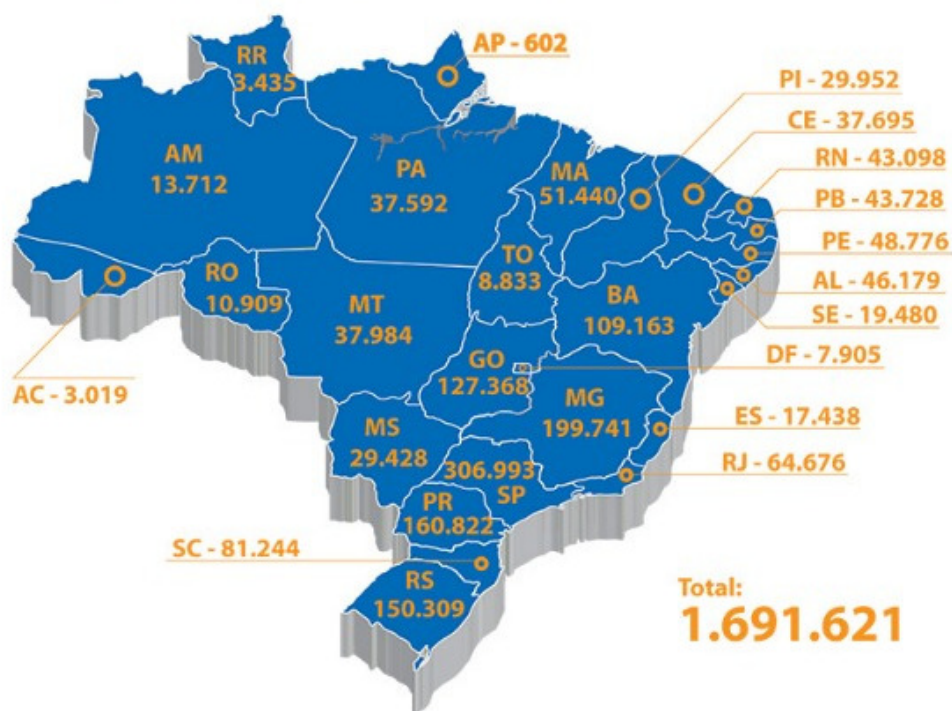 AP - 602
RR
3.435
PI - 29.952
CE - 37.695
AM
13.712
PA
37.592
MA
51.440
RN - 43.098
PB - 43.728
PE - 48.776
TO
8.833
RO
10.909
MT
37.984
BA
109.163
AL - 46.179
SE - 19.480
DF - 7.905
GO
127.368
AC - 3.019
MG
199.741
ES - 17.438
MS
29.428
RJ - 64.676
306.993
SP
PR
160.822
SC - 81.244
RS
150.309
Total:
1.691.621